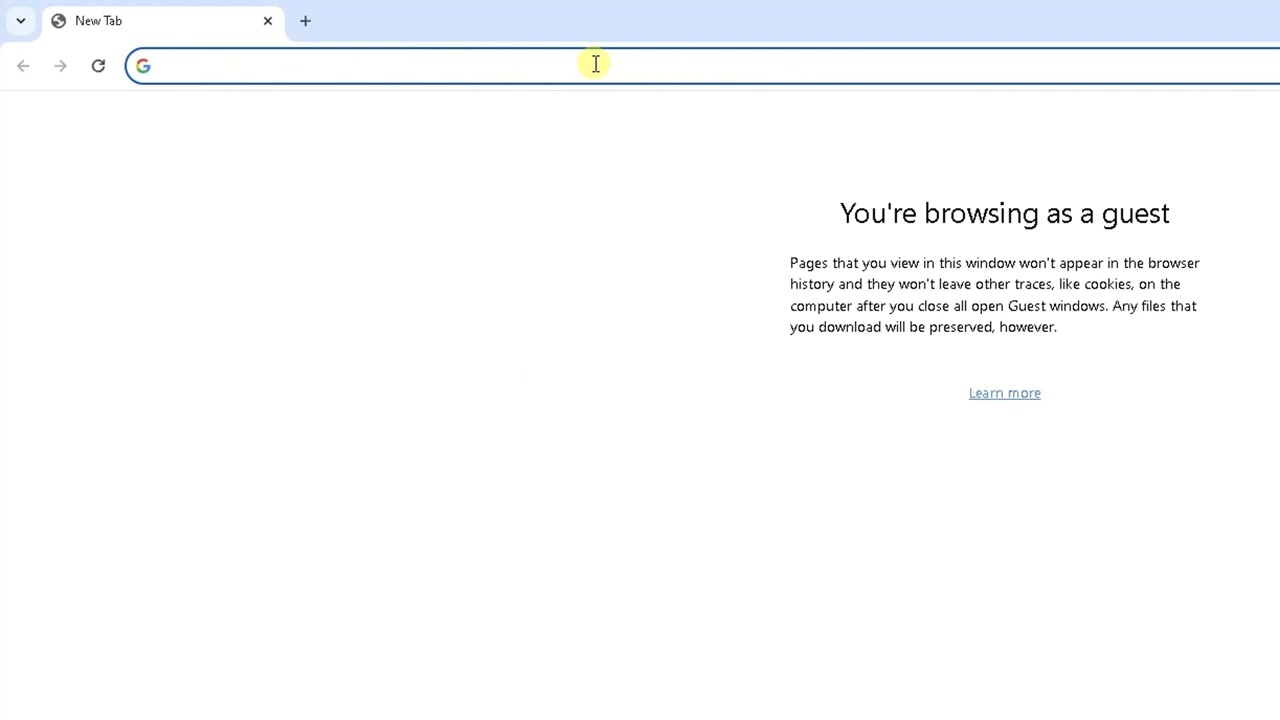 New Tab
You're browsing as a guest
Pages that you view in this window won't appear in the browser
history and they won't leave other traces, like cookies, on the
computer after you close all open Guest windows. Any files that
you download will be preserved, however.
Learn more